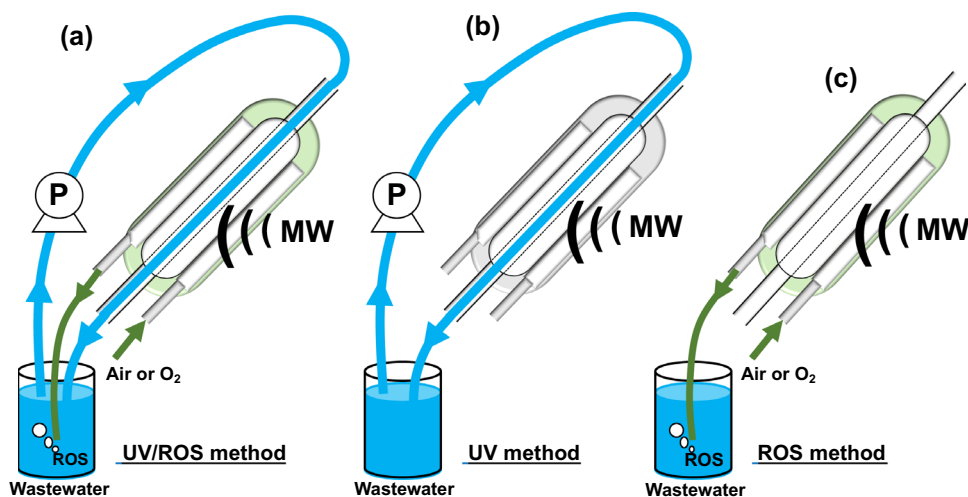 (a)
P
MW
Air or O₂
ROS
UV/ROS method
Wastewater
(b)
P
MW
UV method
Wastewater
(c)
MW
Air or O₂
ROS
ROS method
Wastewater